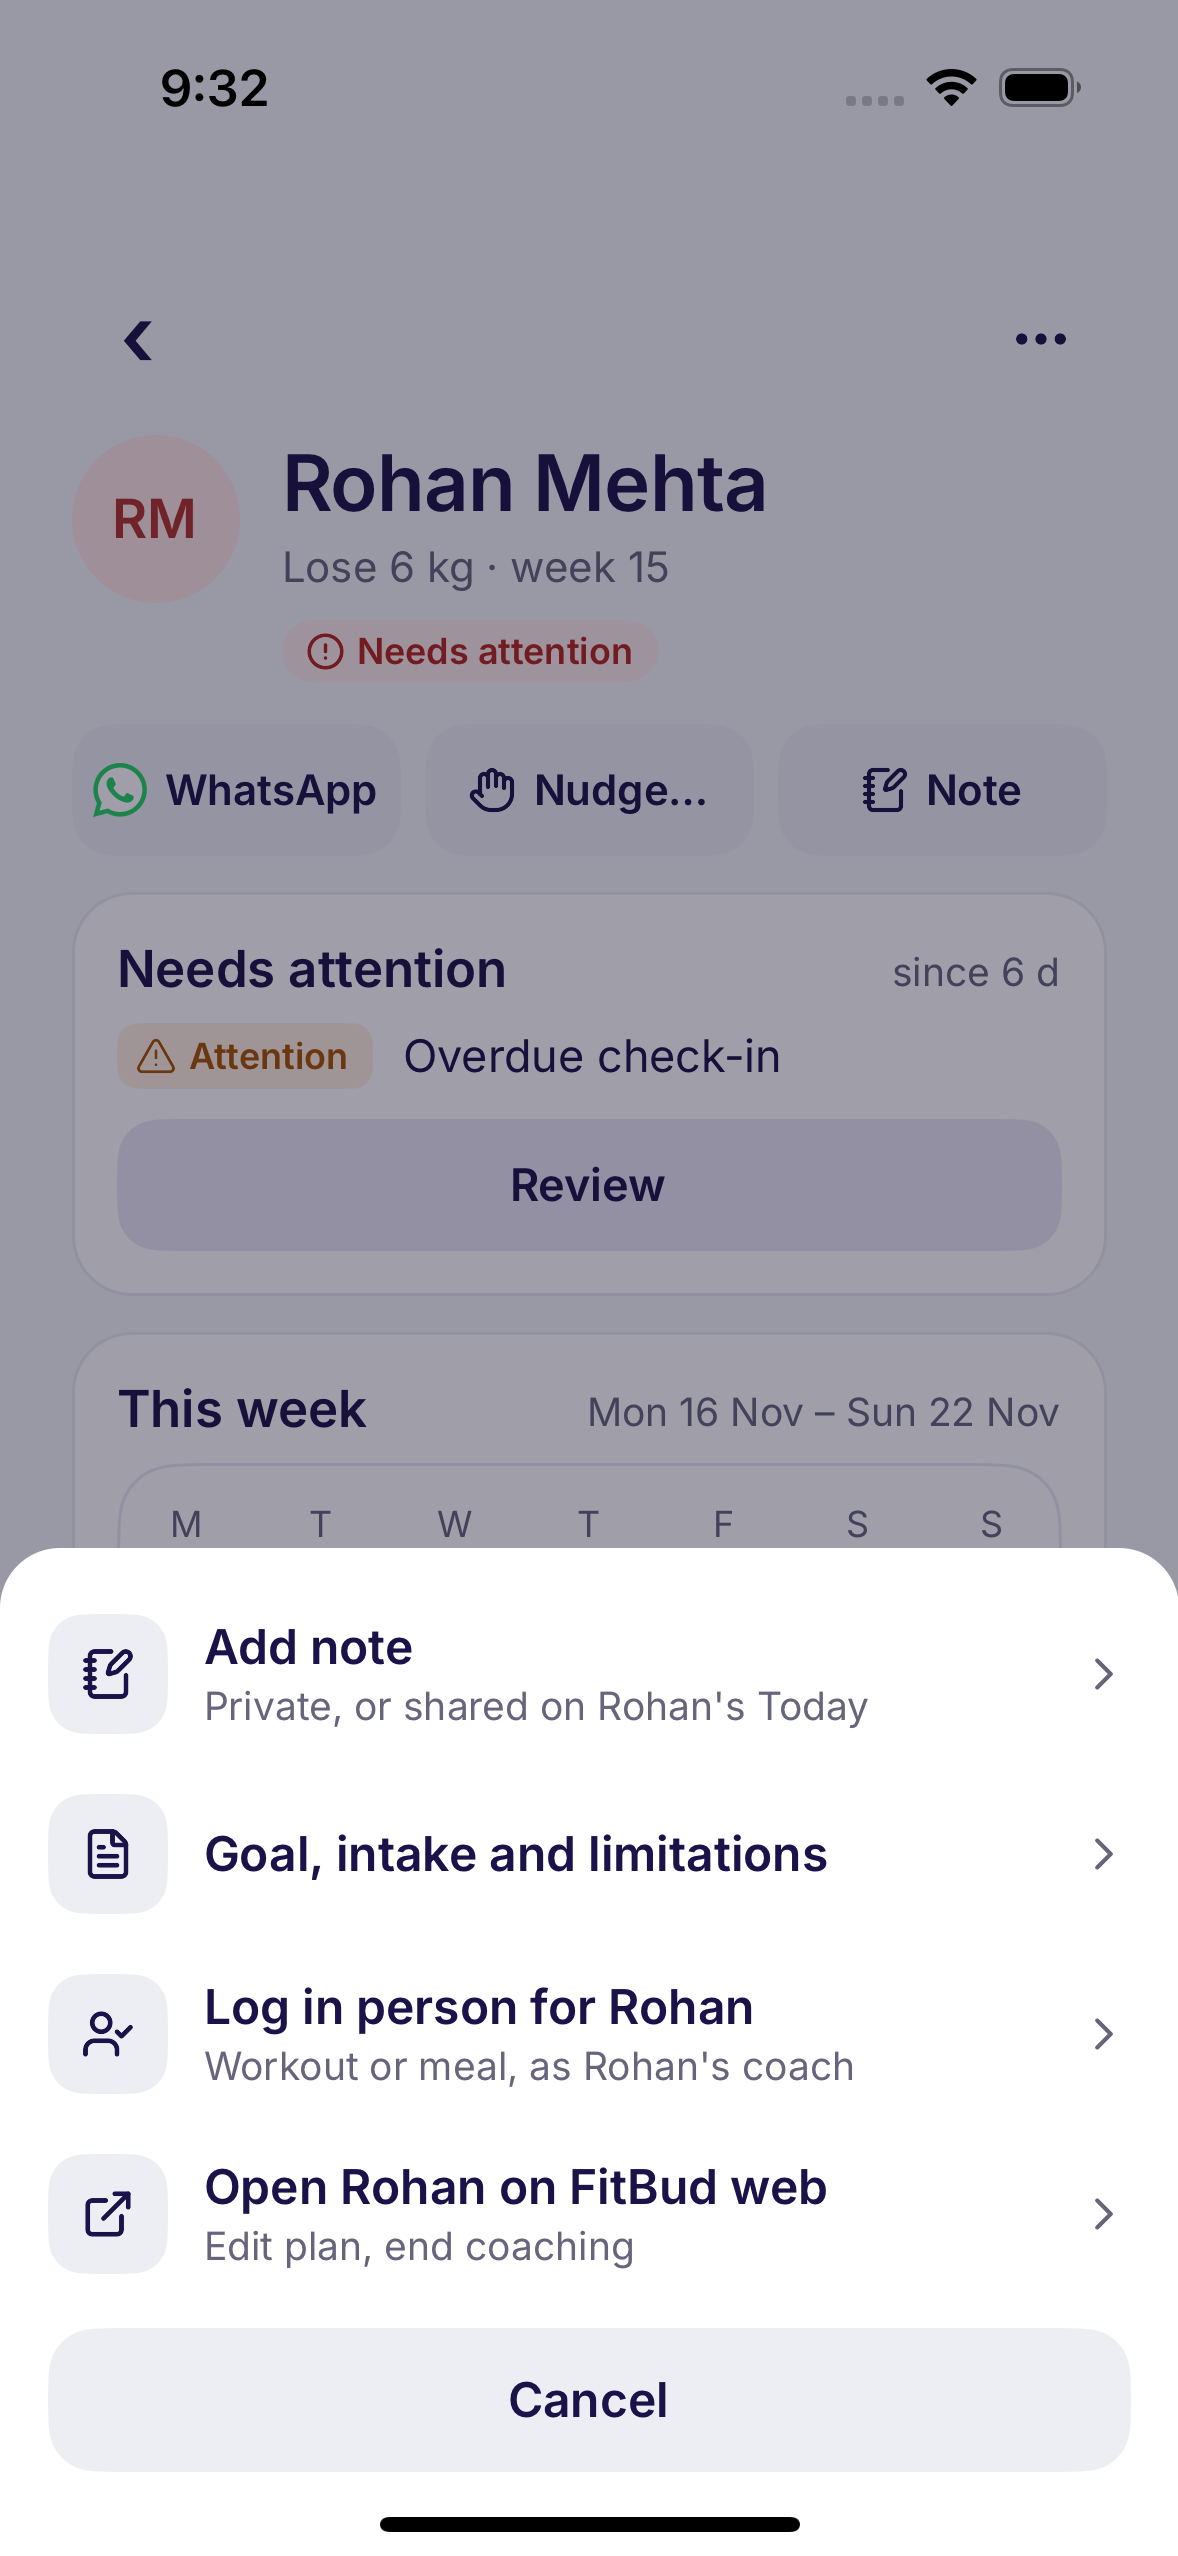 9:32
RM
Rohan Mehta
Lose 6 kg · week 15
Needs attention
WhatsApp
Nudge...
Note
Needs attention
since 6 d
Attention
Overdue check-in
Review
This week
Mon 16 Nov – Sun 22 Nov
M T W T F S S
Add note
Private, or shared on Rohan's Today
Goal, intake and limitations
Log in person for Rohan
Workout or meal, as Rohan's coach
Open Rohan on FitBud web
Edit plan, end coaching
Cancel